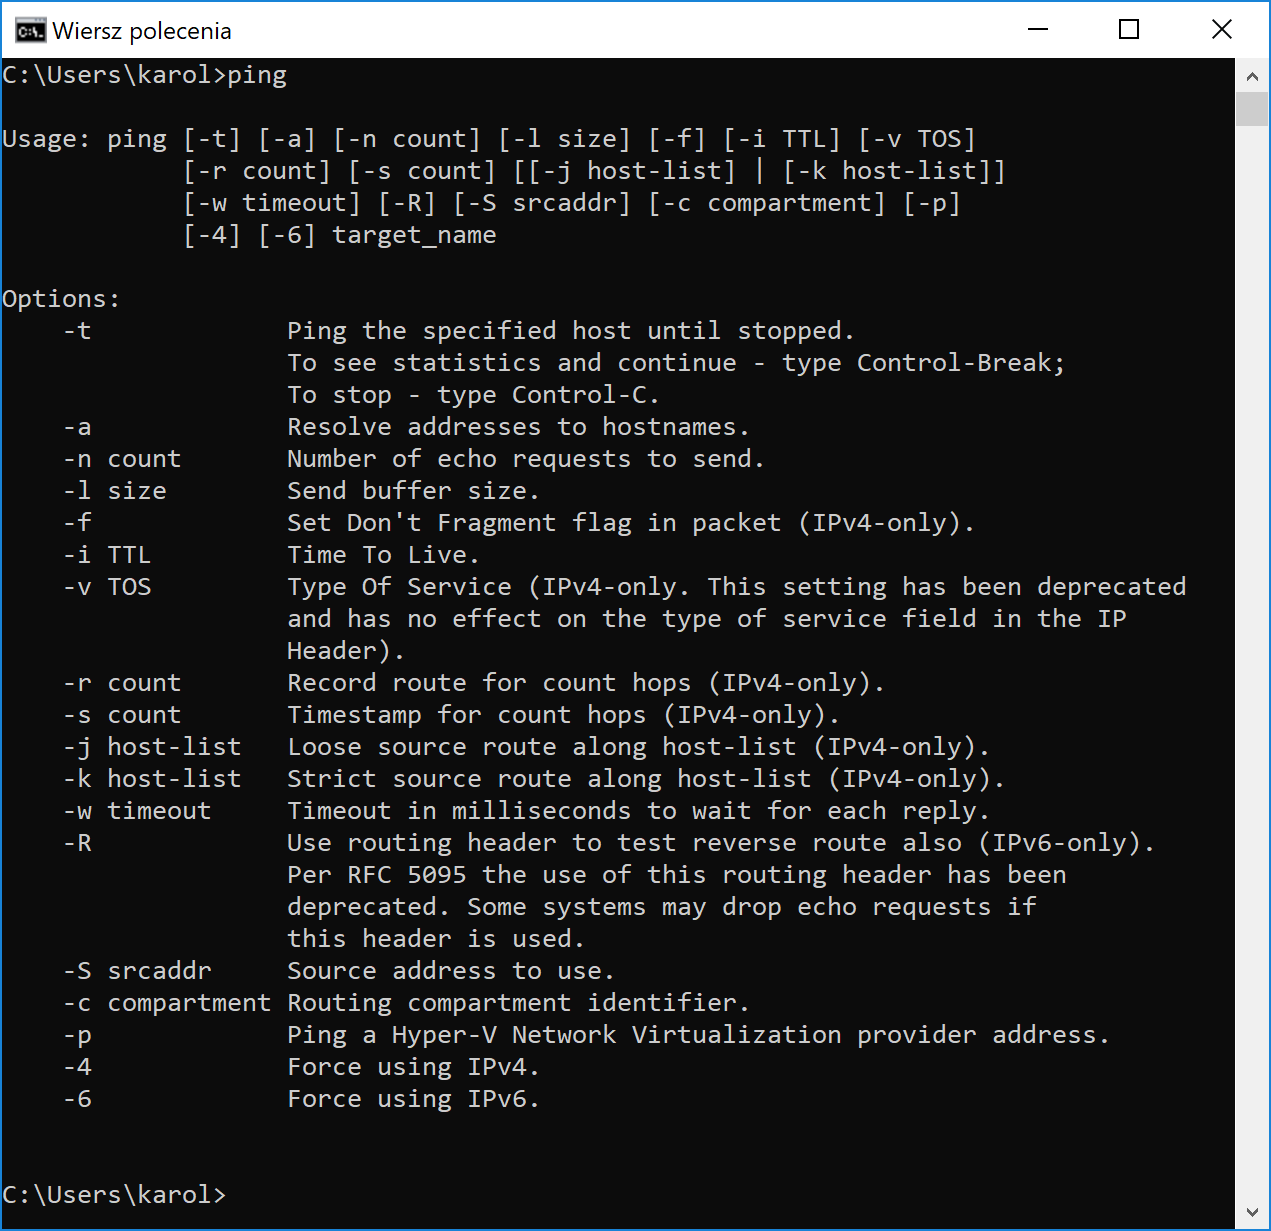 Wiersz polecenia
C:\Users\karol>ping
Usage: ping [-t] [-a] [-n count] [-l size] [-f] [-i TTL] [-v TOS]
            [-r count] [-s count] [[-j host-list] | [-k host-list]]
            [-w timeout] [-R] [-S srcaddr] [-c compartment] [-p]
            [-4] [-6] target_name
Options:
    -t             Ping the specified host until stopped.
                   To see statistics and continue - type Control-Break;
                   To stop - type Control-C.
    -a             Resolve addresses to hostnames.
    -n count       Number of echo requests to send.
    -l size        Send buffer size.
    -f             Set Don't Fragment flag in packet (IPv4-only).
    -i TTL         Time To Live.
    -v TOS         Type Of Service (IPv4-only. This setting has been deprecated
                   and has no effect on the type of service field in the IP
                   Header).
    -r count       Record route for count hops (IPv4-only).
    -s count       Timestamp for count hops (IPv4-only).
    -j host-list   Loose source route along host-list (IPv4-only).
    -k host-list   Strict source route along host-list (IPv4-only).
    -w timeout     Timeout in milliseconds to wait for each reply.
    -R             Use routing header to test reverse route also (IPv6-only).
                   Per RFC 5095 the use of this routing header has been
                   deprecated. Some systems may drop echo requests if
                   this header is used.
    -S srcaddr     Source address to use.
    -c compartment Routing compartment identifier.
    -p             Ping a Hyper-V Network Virtualization provider address.
    -4             Force using IPv4.
    -6             Force using IPv6.
C:\Users\karol>